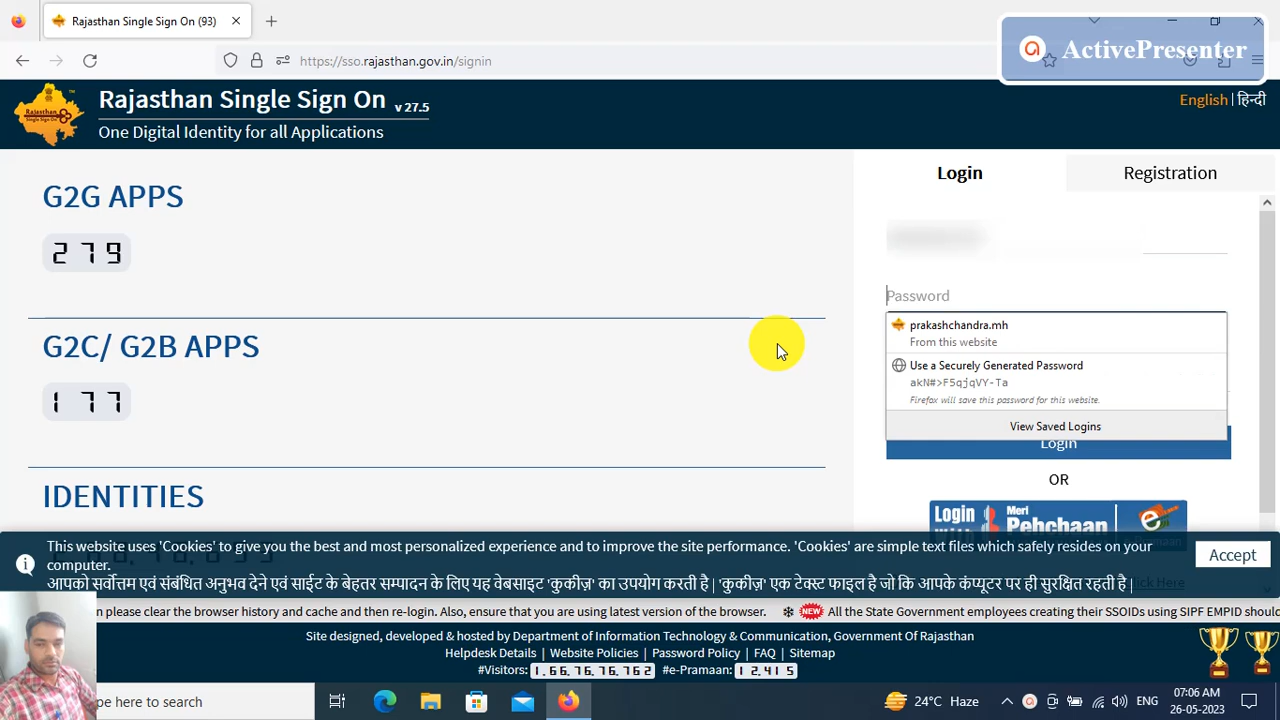 Rajasthan Single Sign On (93)
ActivePresenter
https://sso.rajasthan.gov.in/signin
Rajasthan Single Sign On v 27.5
One Digital Identity for all Applications
English | हिन्दी
Login
Registration
G2G APPS
279
G2C/ G2B APPS
177
IDENTITIES
Password
prakashchandra.mh
From this website
Use a Securely Generated Password
akN#>F5qjqVY-Ta
Firefox will save this password for this website.
View Saved Logins
Login
OR
Login with
Meri Pehchaan
This website uses 'Cookies' to give you the best and most personalized experience and to improve the site performance. 'Cookies' are simple text files which safely resides on your
computer.
आपको सर्वोत्तम एवं संबंधित अनुभव देने एवं साईट के बेहतर सम्पादन के लिए यह वेबसाइट 'कुकीज़' का उपयोग करती है | 'कुकीज़' एक टेक्स्ट फाइल है जो कि आपके कंप्यूटर पर ही सुरक्षित रहती है |
Accept
Click Here
please clear the browser history and cache and then re-login. Also, ensure that you are using latest version of the browser. NEW All the State Government employees creating their SSOIDs using SIPF EMPID shoul
Site designed, developed & hosted by Department of Information Technology & Communication, Government Of Rajasthan
Helpdesk Details | Website Policies | Password Policy | FAQ | Sitemap
#Visitors: 1,66,76,76,762 #e-Pramaan: 12,415
pe here to search
24°C Haze
ENG
07:06 AM
26-05-2023